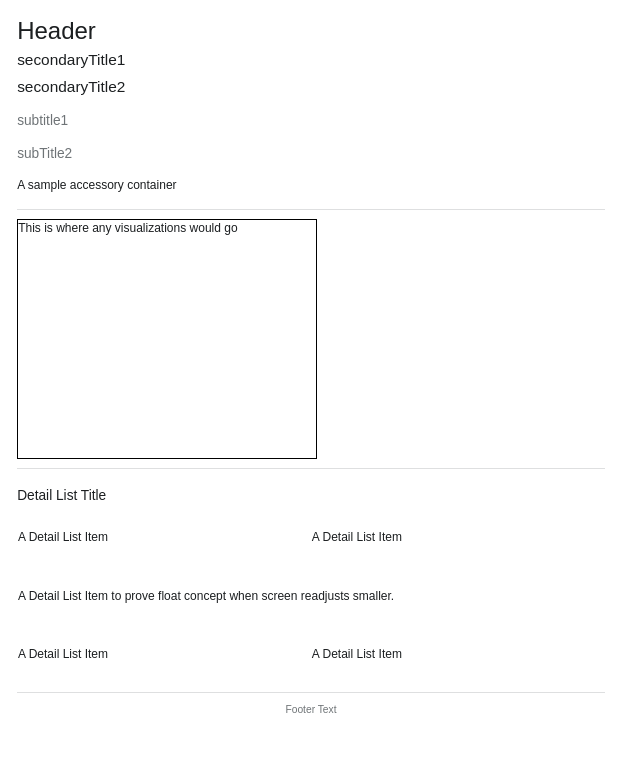 Header
secondaryTitle1
secondaryTitle2
subtitle1
subTitle2
A sample accessory container
This is where any visualizations would go
Detail List Title
A Detail List Item
A Detail List Item
A Detail List Item to prove float concept when screen readjusts smaller.
A Detail List Item
A Detail List Item
Footer Text